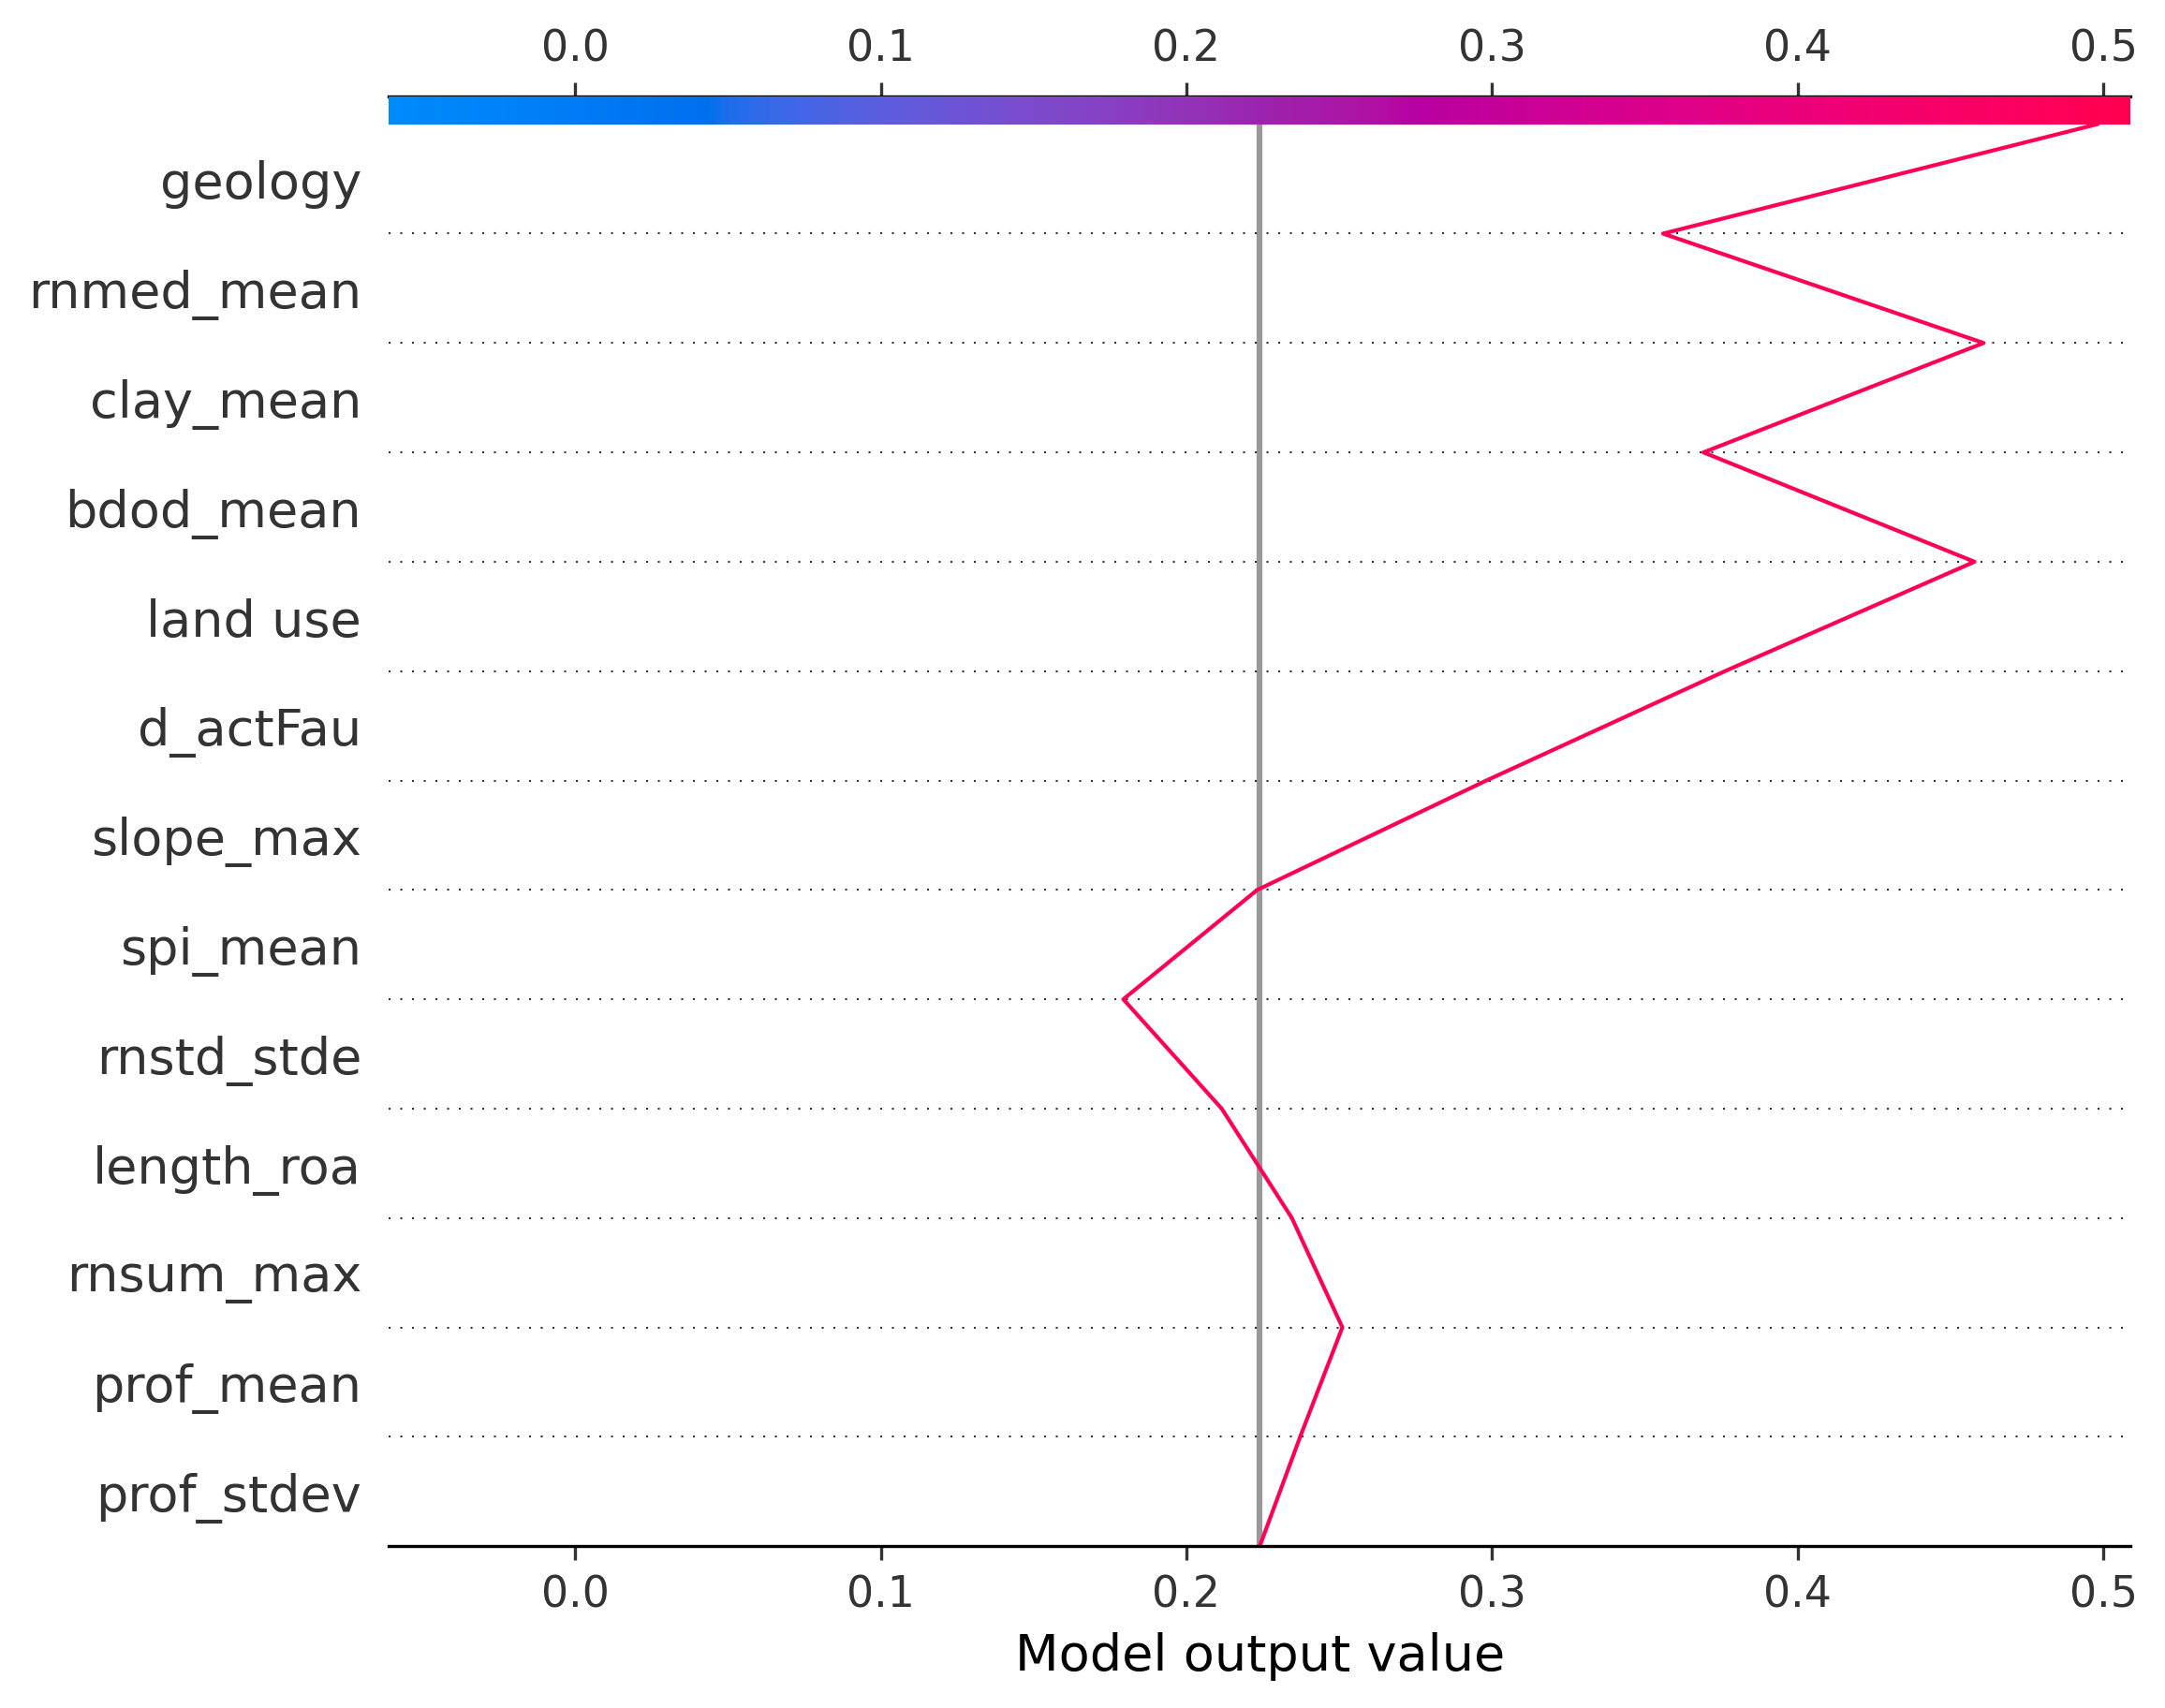 0.0 0.1 0.2 0.3 0.4 0.5
geology
rnmed_mean
clay_mean
bdod_mean
land use
d_actFau
slope_max
spi_mean
rnstd_stde
length_roa
rnsum_max
prof_mean
prof_stdev
0.0 0.1 0.2 0.3 0.4 0.5
Model output value